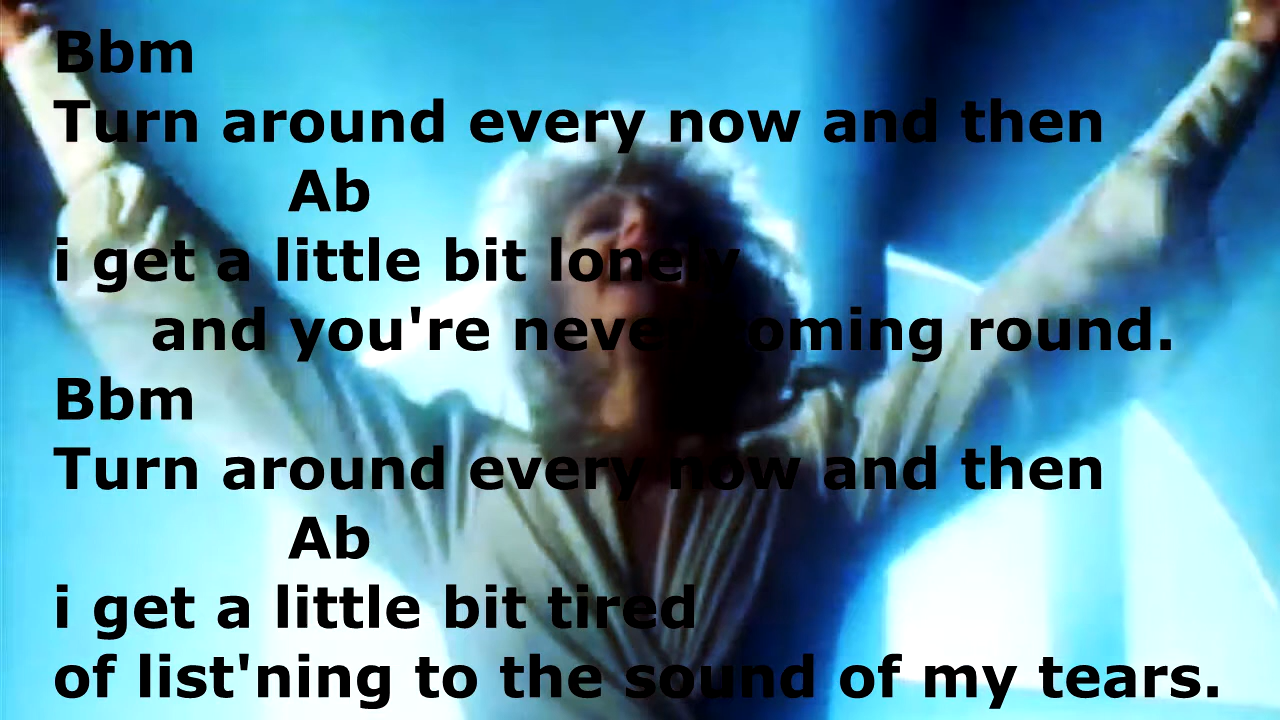 Bbm
Turn around every now and then
Ab
i get a little bit lonely
and you're never coming round.
Bbm
Turn around every now and then
Ab
i get a little bit tired
of list'ning to the sound of my tears.